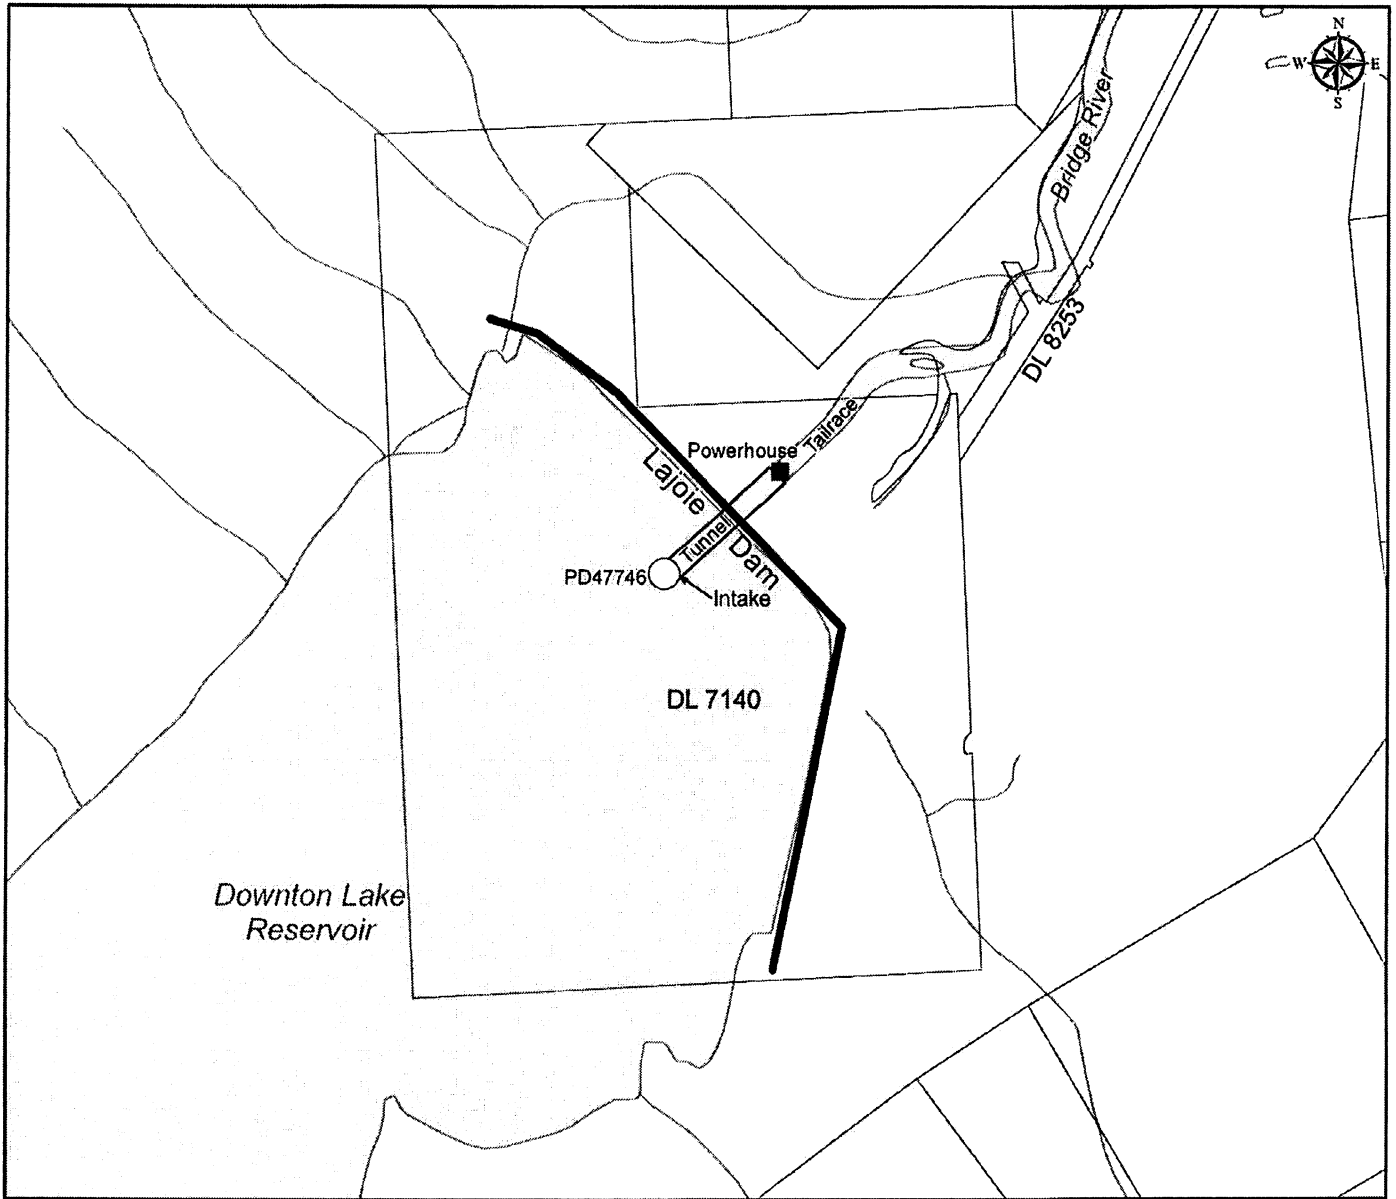 N
W E
S
Bridge River
DL 8253
Tailrace
Powerhouse
Lajoie
Dam
Tunnel
PD47746
Intake
DL 7140
Downton Lake
Reservoir